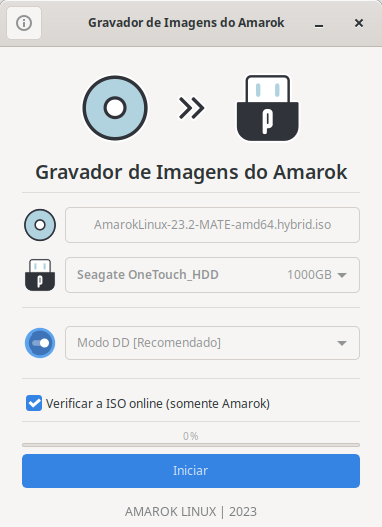 Gravador de Imagens do Amarok
Gravador de Imagens do Amarok
AmarokLinux-23.2-MATE-amd64.hybrid.iso
Seagate OneTouch_HDD 1000GB
Modo DD [Recomendado]
Verificar a ISO online (somente Amarok)
0%
Iniciar
AMAROK LINUX | 2023